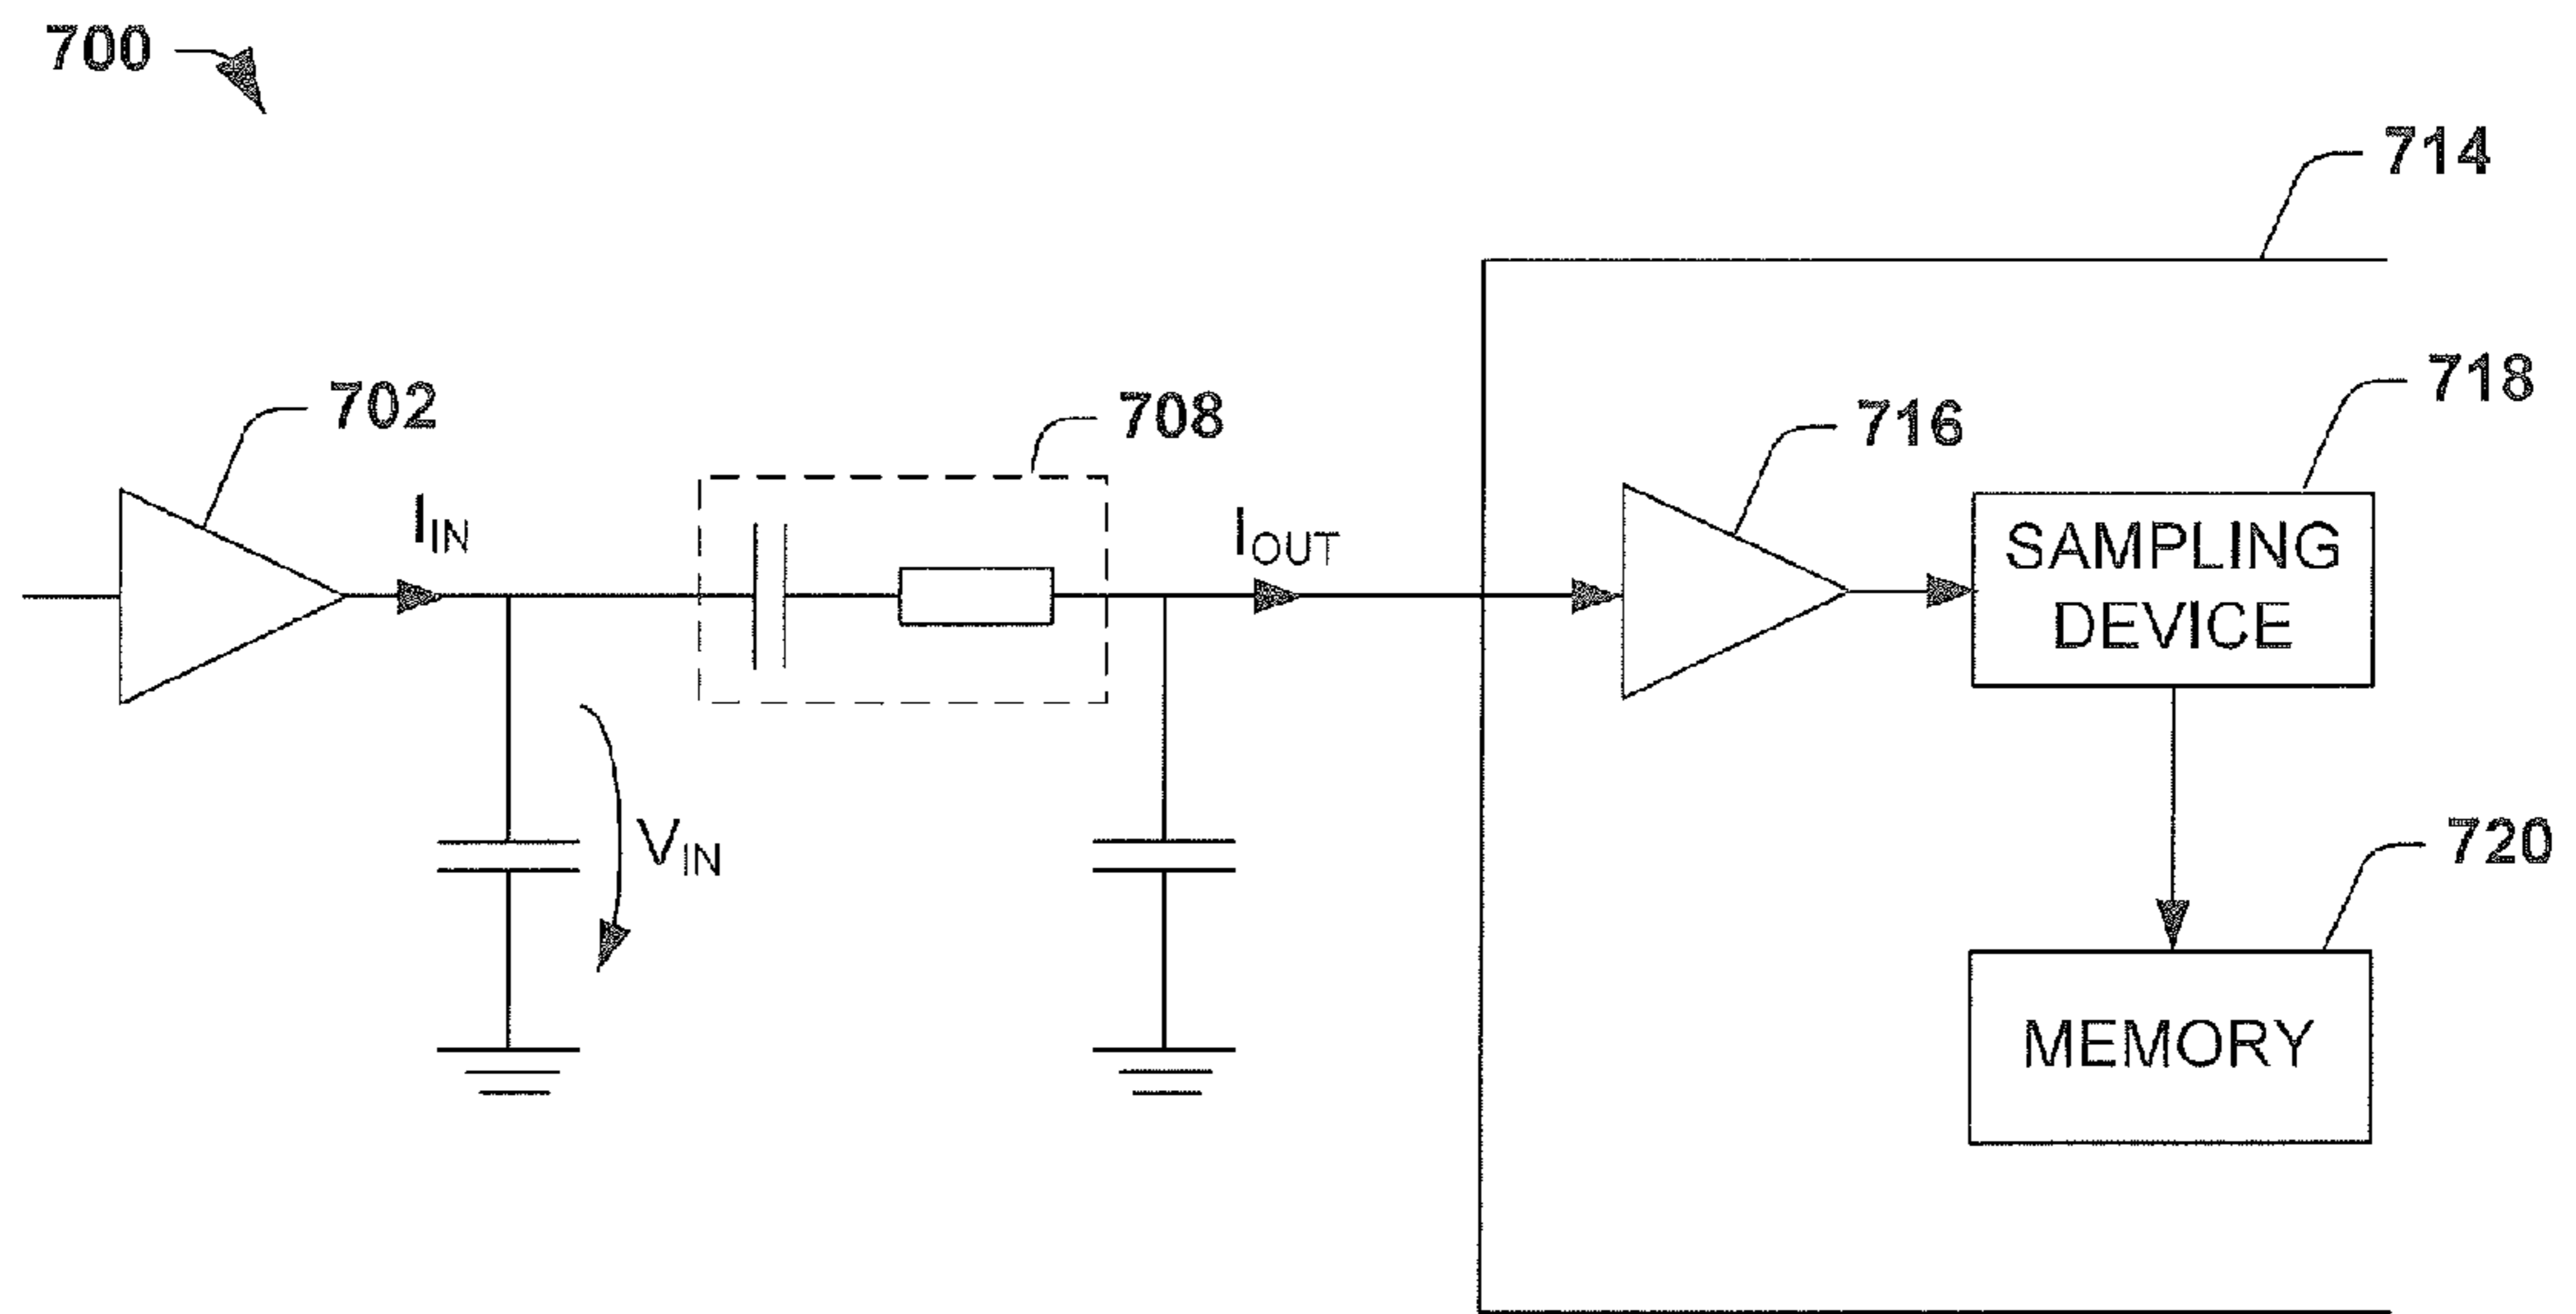 700
714
718
702
708
716
I_IN
I_OUT
SAMPLING
DEVICE
V_IN
720
MEMORY